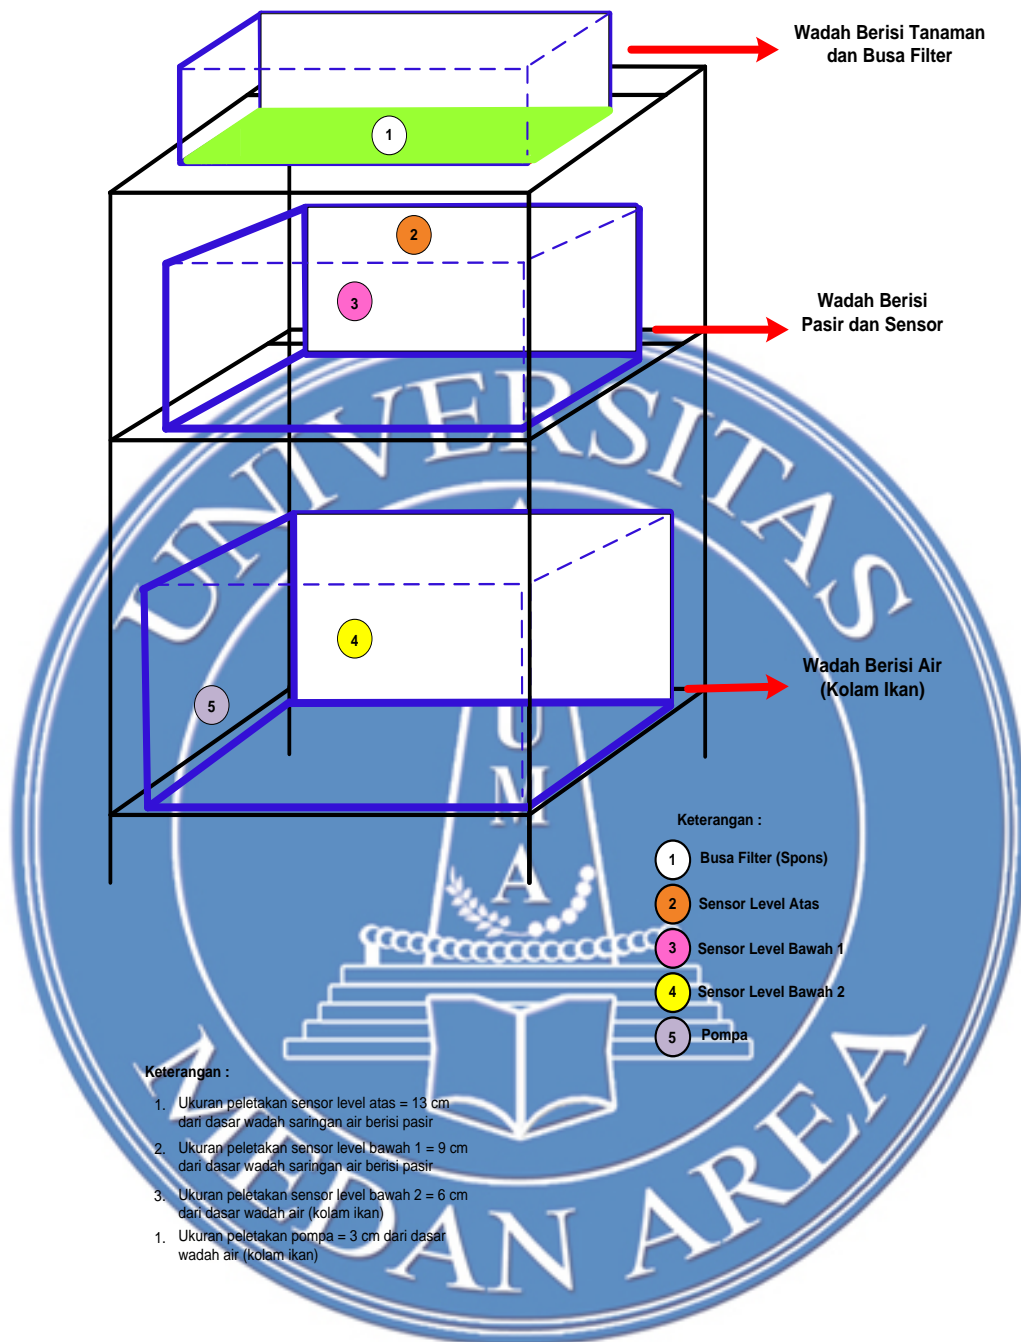 Wadah Berisi Tanaman
dan Busa Filter
1
2
3
Wadah Berisi
Pasir dan Sensor
UNIVERSITAS
4
5
Wadah Berisi Air
(Kolam Ikan)
U
M
A
Keterangan :
1 Busa Filter (Spons)
2 Sensor Level Atas
3 Sensor Level Bawah 1
4 Sensor Level Bawah 2
5 Pompa
Keterangan :
1. Ukuran peletakan sensor level atas = 13 cm
dari dasar wadah saringan air berisi pasir
2. Ukuran peletakan sensor level bawah 1 = 9 cm
dari dasar wadah saringan air berisi pasir
3. Ukuran peletakan sensor level bawah 2 = 6 cm
dari dasar wadah air (kolam ikan)
1. Ukuran peletakan pompa = 3 cm dari dasar
wadah air (kolam ikan)
MEDAN AREA